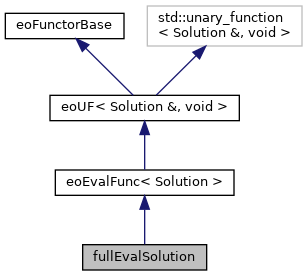 eoFunctorBase
std::unary_function
< Solution &, void >
eoUF< Solution &, void >
eoEvalFunc< Solution >
fullEvalSolution